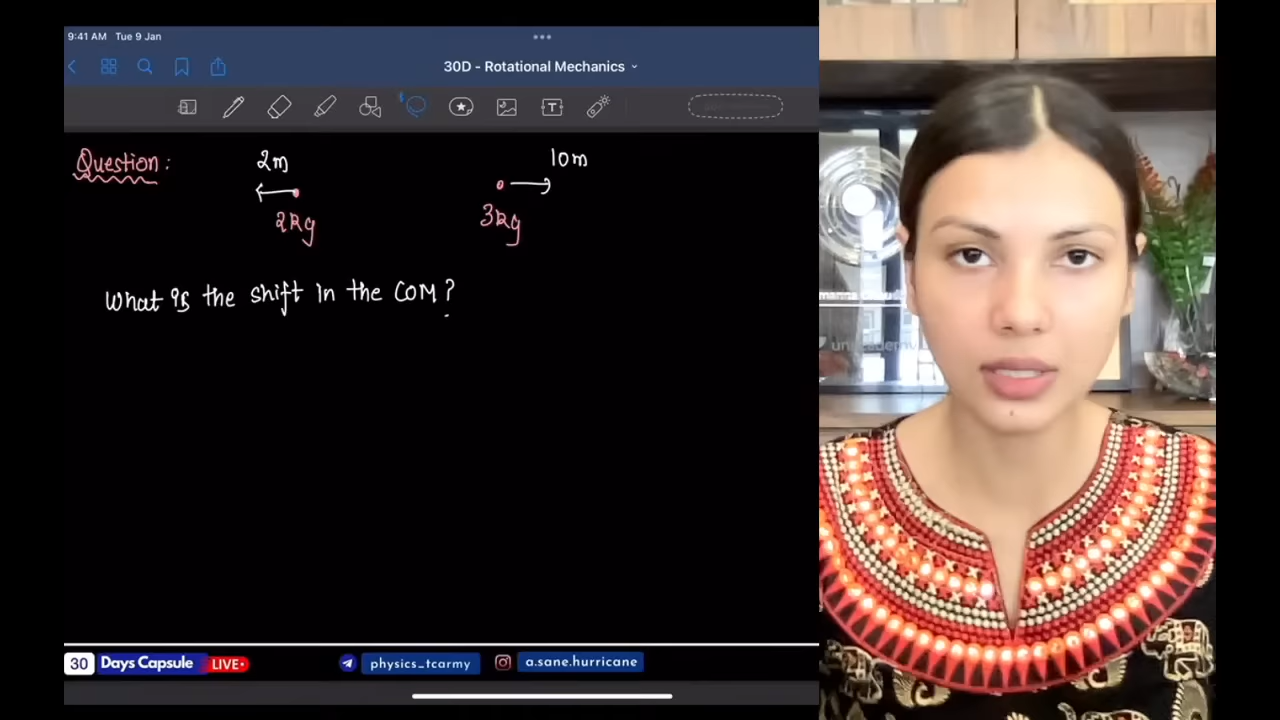 9:41 AM Tue 9 Jan
30D - Rotational Mechanics
Question:
2m
10m
2kg
3kg
What is the shift in the COM?
30 Days Capsule LIVE
physics_tcarmy
a.sane.hurricane